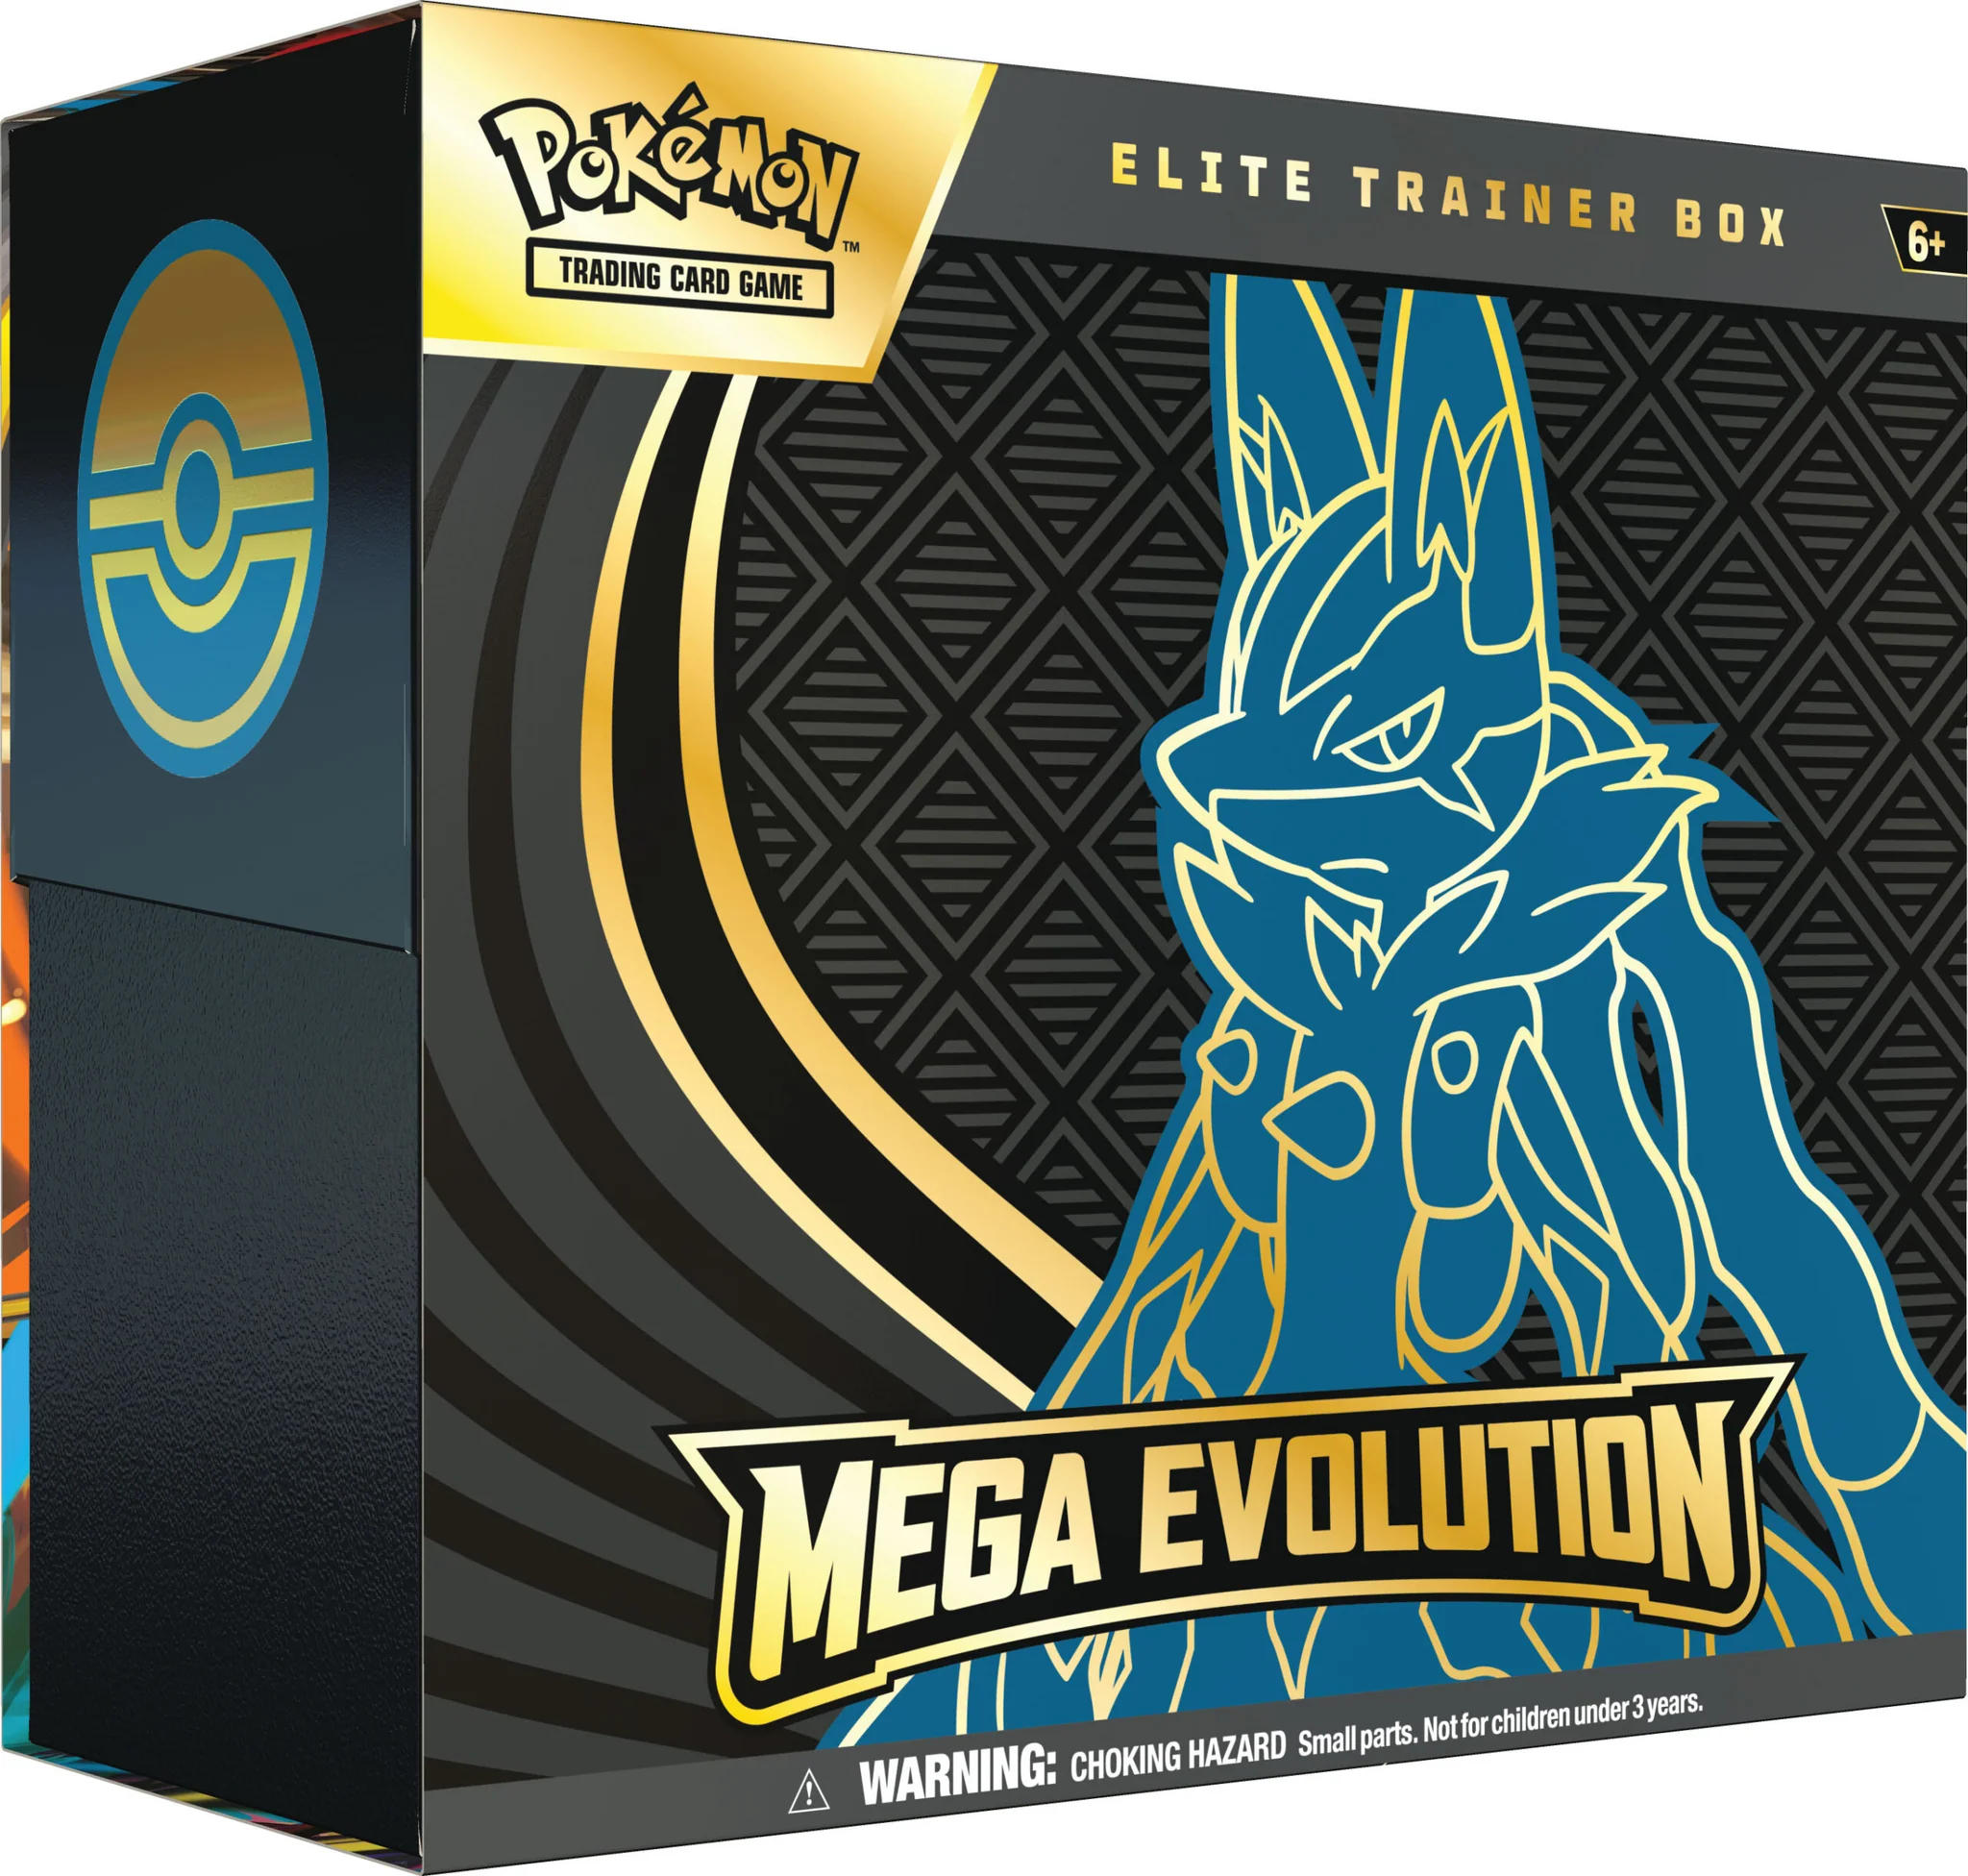 POKéMON
TM
TRADING CARD GAME
ELITE TRAINER BOX
6+
MEGA EVOLUTION
WARNING: CHOKING HAZARD Small parts. Not for children under 3 years.